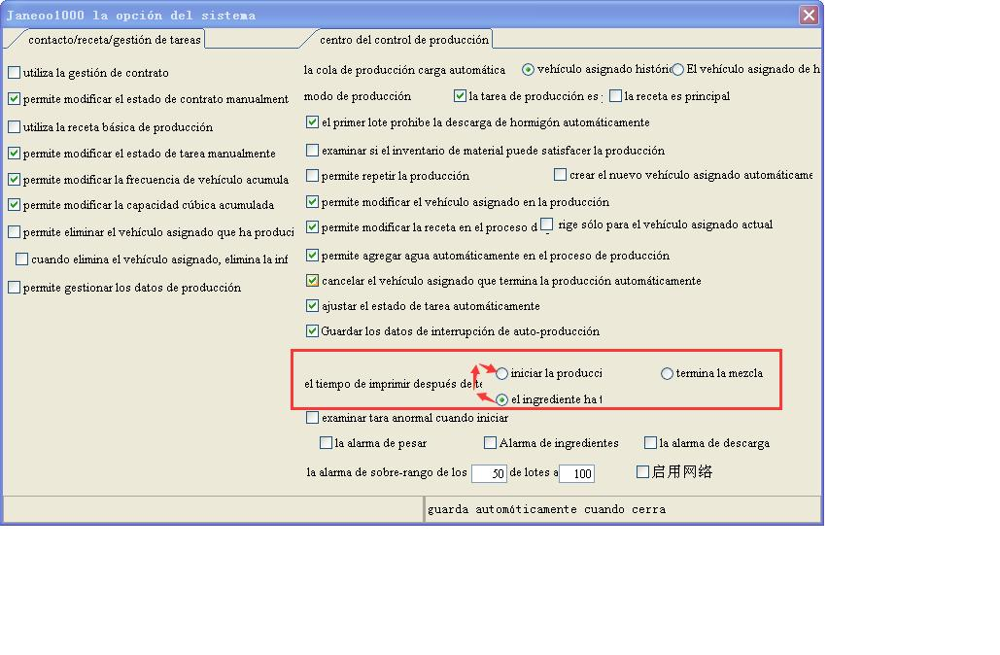 Janeoo1000 la opción del sistema
contacto/receta/gestión de tareas
centro del control de producción
utiliza la gestión de contrato
permite modificar el estado de contrato manualment
utiliza la receta básica de producción
permite modificar el estado de tarea manualmente
permite modificar la frecuencia de vehículo acumula
permite modificar la capacidad cúbica acumulada
permite eliminar el vehículo asignado que ha produci
cuando elimina el vehículo asignado, elimina la inf
permite gestionar los datos de producción
la cola de producción carga automática vehículo asignado históric El vehículo asignado de h
modo de producción la tarea de producción es la receta es principal
el primer lote prohibe la descarga de hormigón automáticamente
examinar si el inventario de material puede satisfacer la producción
permite repetir la producción crear el nuevo vehículo asignado automáticame
permite modificar el vehículo asignado en la producción
permite modificar la receta en el proceso d rige sólo para el vehículo asignado actual
permite agregar agua automáticamente en el proceso de producción
cancelar el vehículo asignado que termina la producción automáticamente
ajustar el estado de tarea automáticamente
Guardar los datos de interrupción de auto-producción
iniciar la producci termina la mezcla
el tiempo de imprimir después de te
el ingrediente ha t
examinar tara anormal cuando iniciar
la alarma de pesar Alarma de ingredientes la alarma de descarga
la alarma de sobre-rango de los 50 de lotes a 100 启用网络
guarda automáticamente cuando cerra